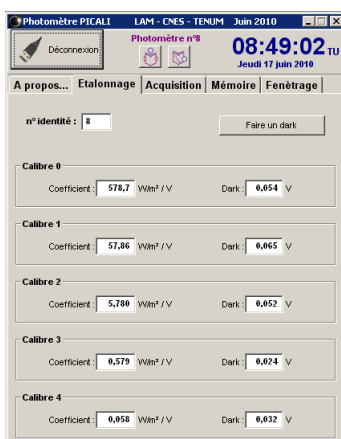 Photomètre PICALI LAM - CNES - TENUM Juin 2010
Déconnexion
Photomètre n°8
08:49:02 TU
Jeudi 17 juin 2010
A propos... Etalonnage Acquisition Mémoire Fenêtrage
n° identité : 8
Faire un dark
Calibre 0
Coefficient : 578,7 W/m² / V Dark : 0,054 V
Calibre 1
Coefficient : 57,86 W/m² / V Dark : 0,065 V
Calibre 2
Coefficient : 5,780 W/m² / V Dark : 0,052 V
Calibre 3
Coefficient : 0,579 W/m² / V Dark : 0,024 V
Calibre 4
Coefficient : 0,058 W/m² / V Dark : 0,032 V